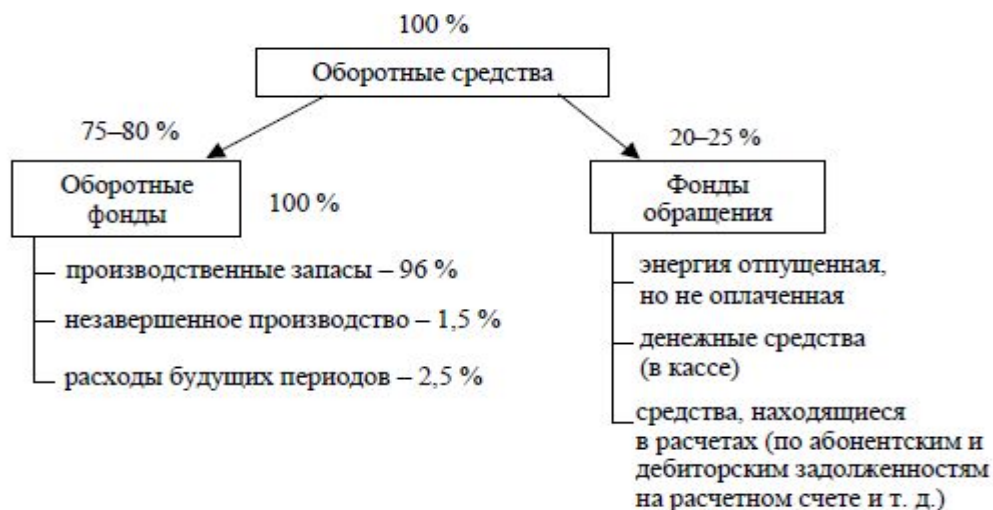 100 %
Оборотные средства
75–80 %
Оборотные
фонды
100 %
производственные запасы – 96 %
незавершенное производство – 1,5 %
расходы будущих периодов – 2,5 %
20–25 %
Фонды
обращения
энергия отпущенная,
но не оплаченная
денежные средства
(в кассе)
средства, находящиеся
в расчетах (по абонентским и
дебиторским задолженностям
на расчетном счете и т. д.)